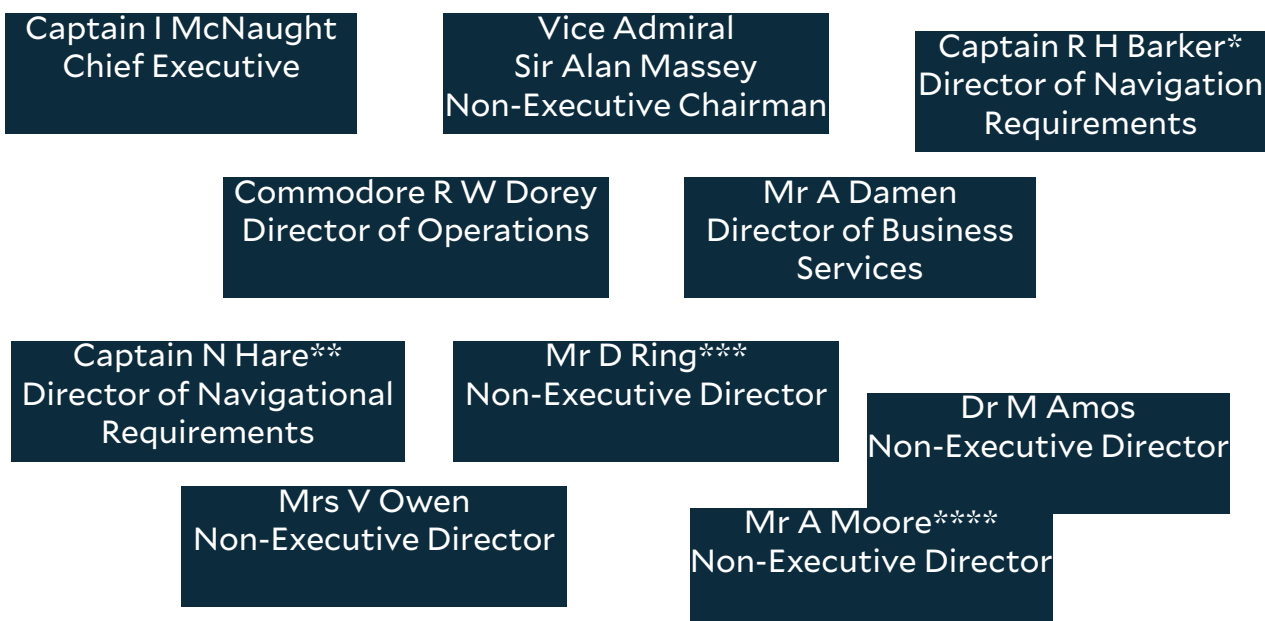 Captain I McNaught
Chief Executive
Vice Admiral
Sir Alan Massey
Non-Executive Chairman
Captain R H Barker*
Director of Navigation
Requirements
Commodore R W Dorey
Director of Operations
Mr A Damen
Director of Business
Services
Captain N Hare**
Director of Navigational
Requirements
Mr D Ring***
Non-Executive Director
Dr M Amos
Non-Executive Director
Mrs V Owen
Non-Executive Director
Mr A Moore****
Non-Executive Director